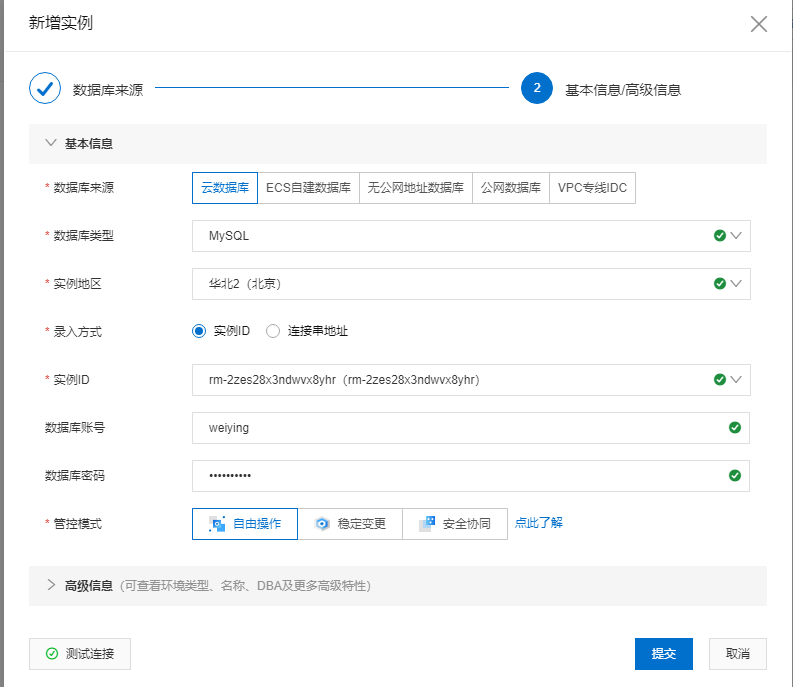 新增实例
数据库来源 2 基本信息/高级信息
基本信息
* 数据库来源 云数据库 ECS自建数据库 无公网地址数据库 公网数据库 VPC专线IDC
* 数据库类型 MySQL
* 实例地区 华北2（北京）
* 录入方式 实例ID 连接串地址
* 实例ID rm-2zes28x3ndwvx8yhr（rm-2zes28x3ndwvx8yhr）
数据库账号 weiying
数据库密码 ••••••••••
* 管控模式 自由操作 稳定变更 安全协同 点此了解
高级信息（可查看环境类型、名称、DBA及更多高级特性）
测试连接 提交 取消